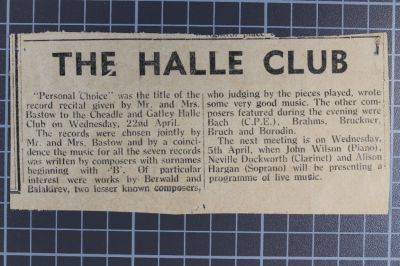 THE HALLE CLUB
"Personal Choice" was the title of the
record recital given by Mr. and Mrs.
Bastow to the Cheadle and Gatley Halle
Club on Wednesday, 22nd April.
The records were chosen jointly by
Mr. and Mrs. Bastow and by a coinci-
dence the music for all the seven records
was written by composers with surnames
beginning with 'B'. Of particular
interest were works by Berwald and
Balakirev, two lesser known composers,
who judging by the pieces played, wrote
some very good music. The other com-
posers featured during the evening were
Bach (C.P.E.), Brahms, Bruckner,
Bruch and Borodin.
The next meeting is on Wednesday,
5th April, when John Wilson (Piano),
Neville Duckworth (Clarinet) and Alison
Hargan (Soprano) will be presenting a
programme of live music.